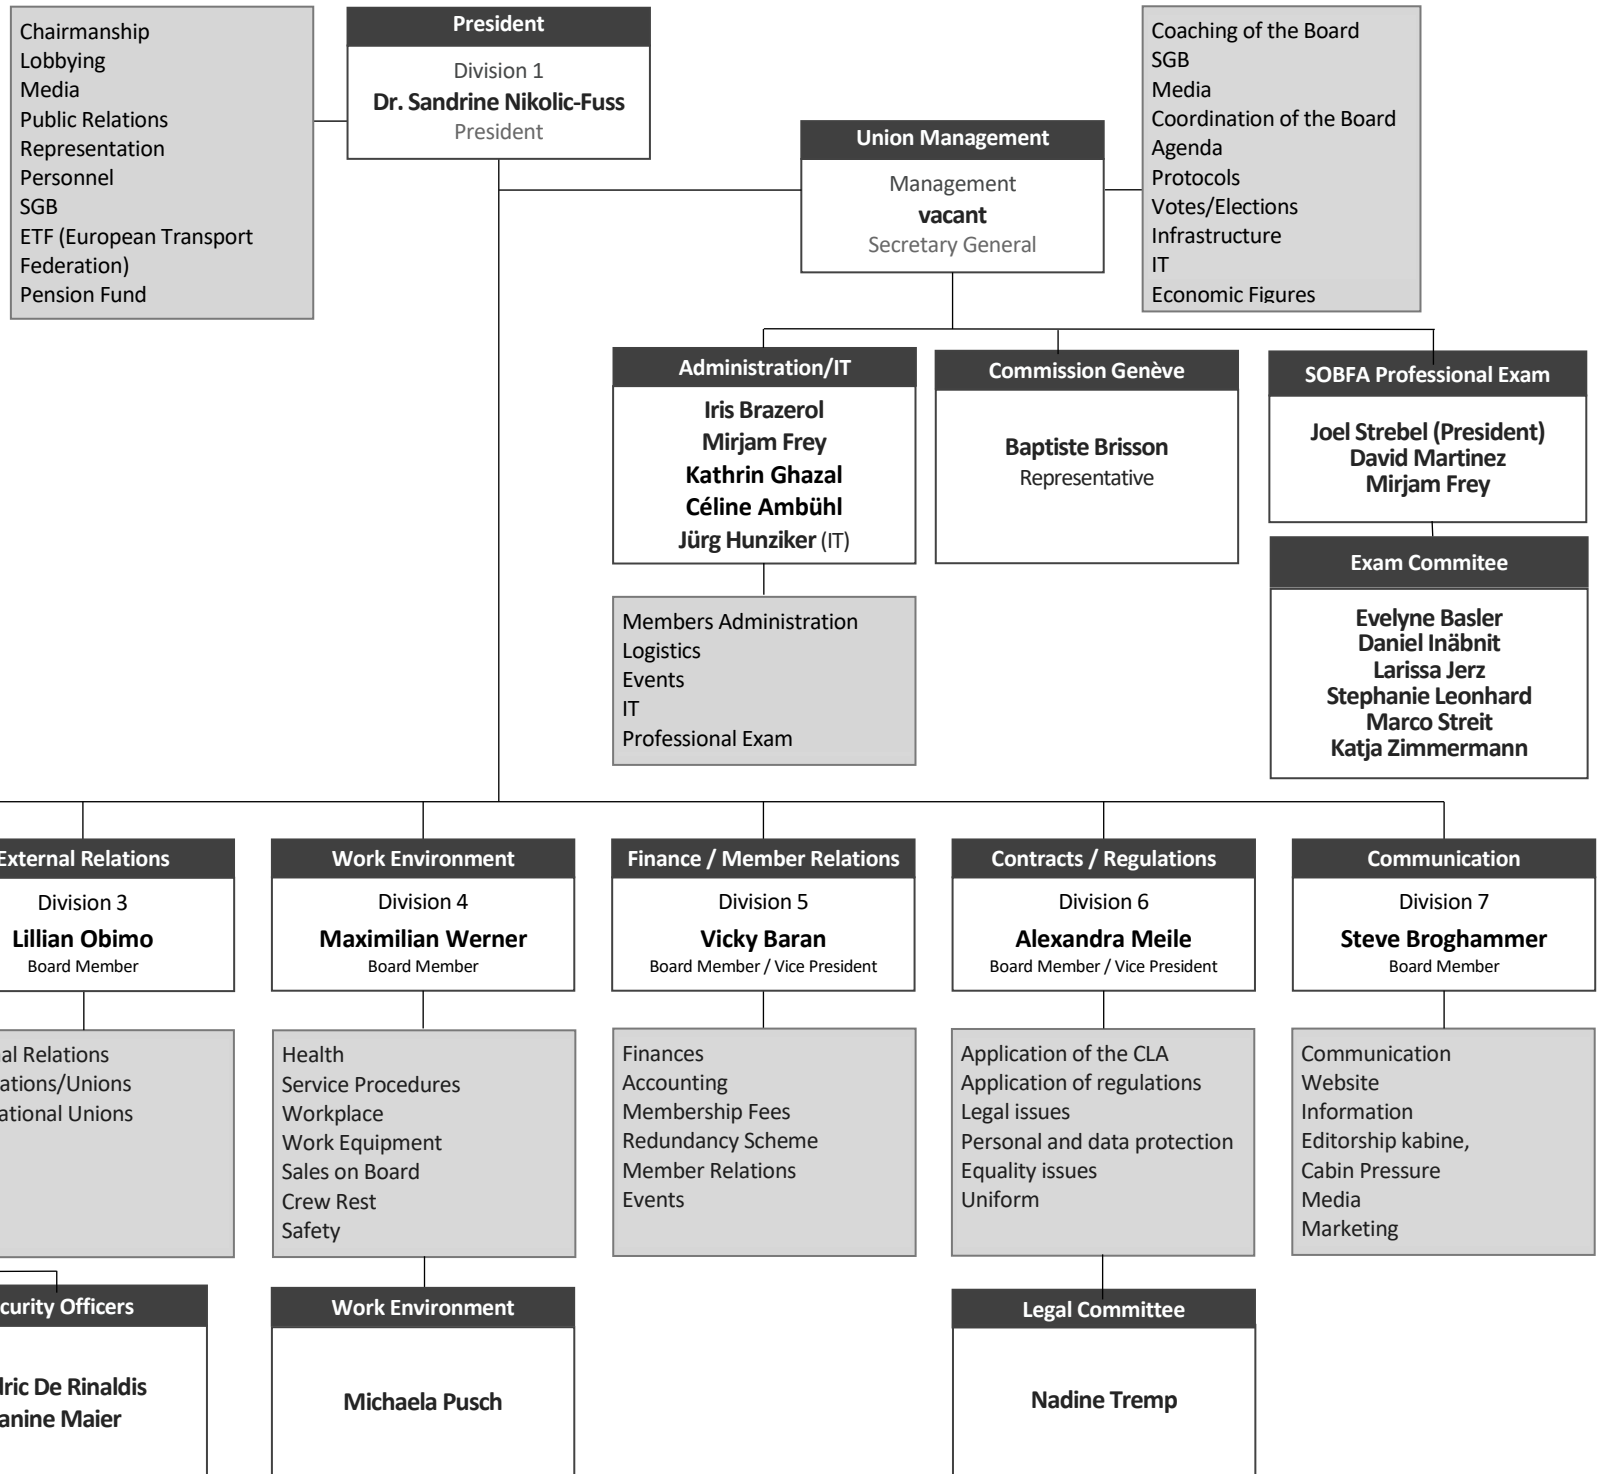 Chairmanship
Lobbying
Media
Public Relations
Representation
Personnel
SGB
ETF (European Transport
Federation)
Pension Fund
President
Division 1
Dr. Sandrine Nikolic-Fuss
President
Union Management
Management
vacant
Secretary General
Coaching of the Board
SGB
Media
Coordination of the Board
Agenda
Protocols
Votes/Elections
Infrastructure
IT
Economic Figures
Administration/IT
Iris Brazerol
Mirjam Frey
Kathrin Ghazal
Céline Ambühl
Jürg Hunziker (IT)
Members Administration
Logistics
Events
IT
Professional Exam
Commission Genève
Baptiste Brisson
Representative
SOBFA Professional Exam
Joel Strebel (President)
David Martinez
Mirjam Frey
Exam Commitee
Evelyne Basler
Daniel Inäbnit
Larissa Jerz
Stephanie Leonhard
Marco Streit
Katja Zimmermann
External Relations
Division 3
Lillian Obimo
Board Member
Relations
Unions
Unions
Officers
De Rinaldis
Maier
Work Environment
Division 4
Maximilian Werner
Board Member
Health
Service Procedures
Workplace
Work Equipment
Sales on Board
Crew Rest
Safety
Work Environment
Michaela Pusch
Finance / Member Relations
Division 5
Vicky Baran
Board Member / Vice President
Finances
Accounting
Membership Fees
Redundancy Scheme
Member Relations
Events
Contracts / Regulations
Division 6
Alexandra Meile
Board Member / Vice President
Application of the CLA
Application of regulations
Legal issues
Personal and data protection
Equality issues
Uniform
Legal Committee
Nadine Tremp
Communication
Division 7
Steve Broghammer
Board Member
Communication
Website
Information
Editorship kabine,
Cabin Pressure
Media
Marketing